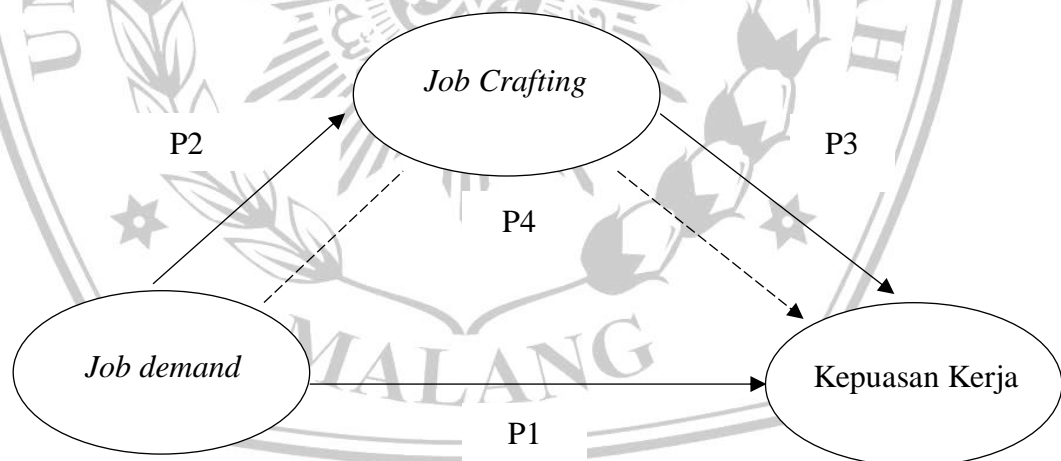 Job Crafting
P2
P3
P4
Job demand
Kepuasan Kerja
P1
MALANG